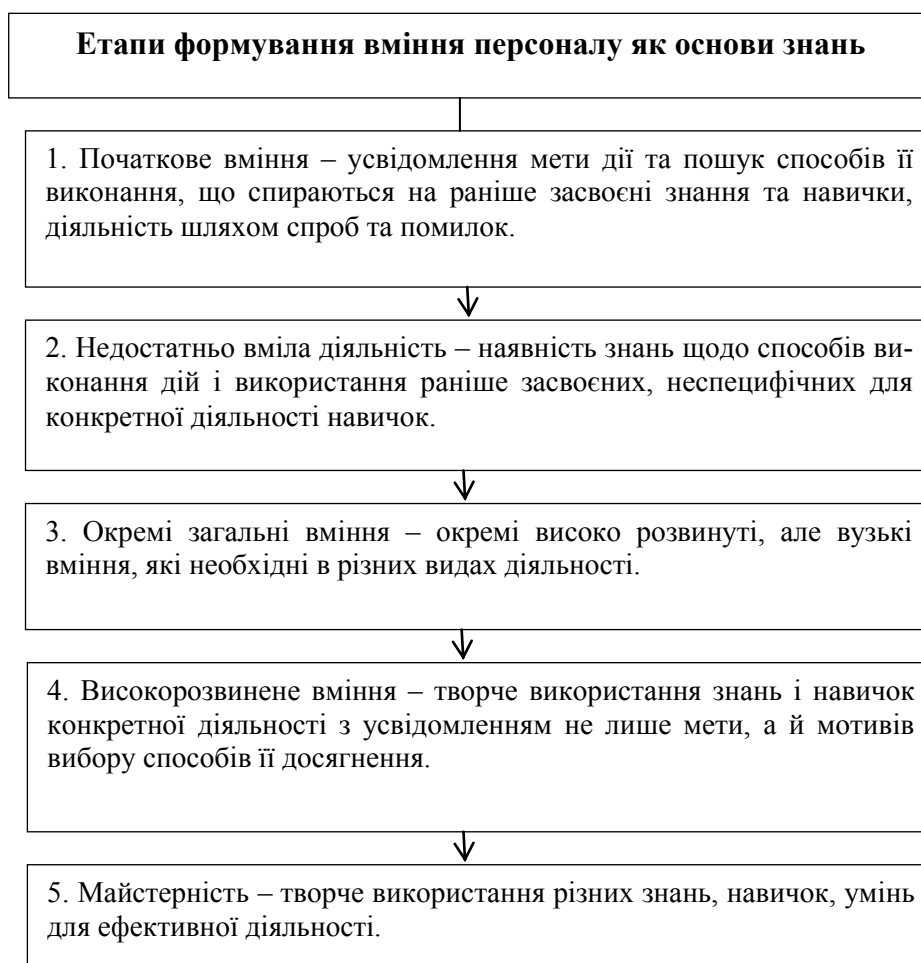 Етапи формування вміння персоналу як основи знань
1. Початкове вміння – усвідомлення мети дії та пошук способів її
виконання, що спираються на раніше засвоєні знання та навички,
діяльність шляхом спроб та помилок.
2. Недостатньо вміла діяльність – наявність знань щодо способів ви-
конання дій і використання раніше засвоєних, неспецифічних для
конкретної діяльності навичок.
3. Окремі загальні вміння – окремі високо розвинуті, але вузькі
вміння, які необхідні в різних видах діяльності.
4. Високорозвинене вміння – творче використання знань і навичок
конкретної діяльності з усвідомленням не лише мети, а й мотивів
вибору способів її досягнення.
5. Майстерність – творче використання різних знань, навичок, умінь
для ефективної діяльності.